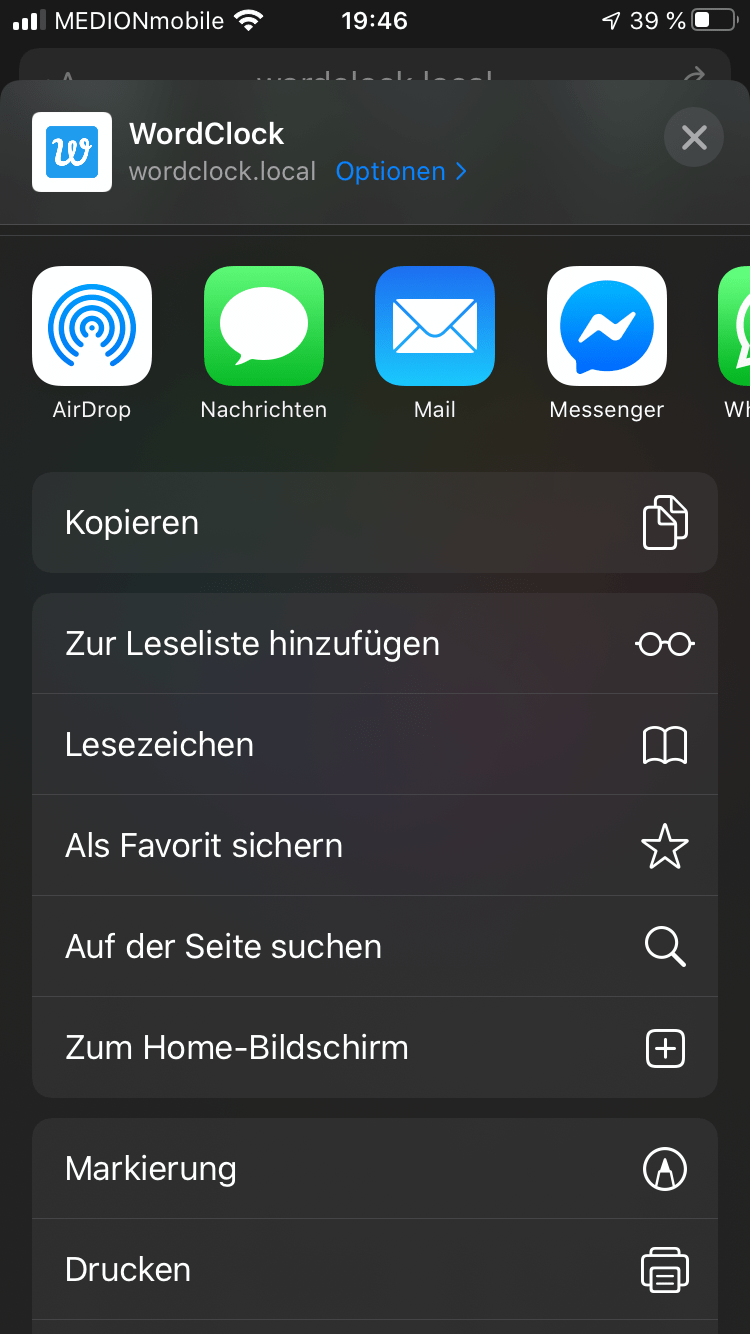 MEDIONmobile 19:46 39 %
WordClock
wordclock.local Optionen
AirDrop Nachrichten Mail Messenger
Kopieren
Zur Leseliste hinzufügen
Lesezeichen
Als Favorit sichern
Auf der Seite suchen
Zum Home-Bildschirm
Markierung
Drucken